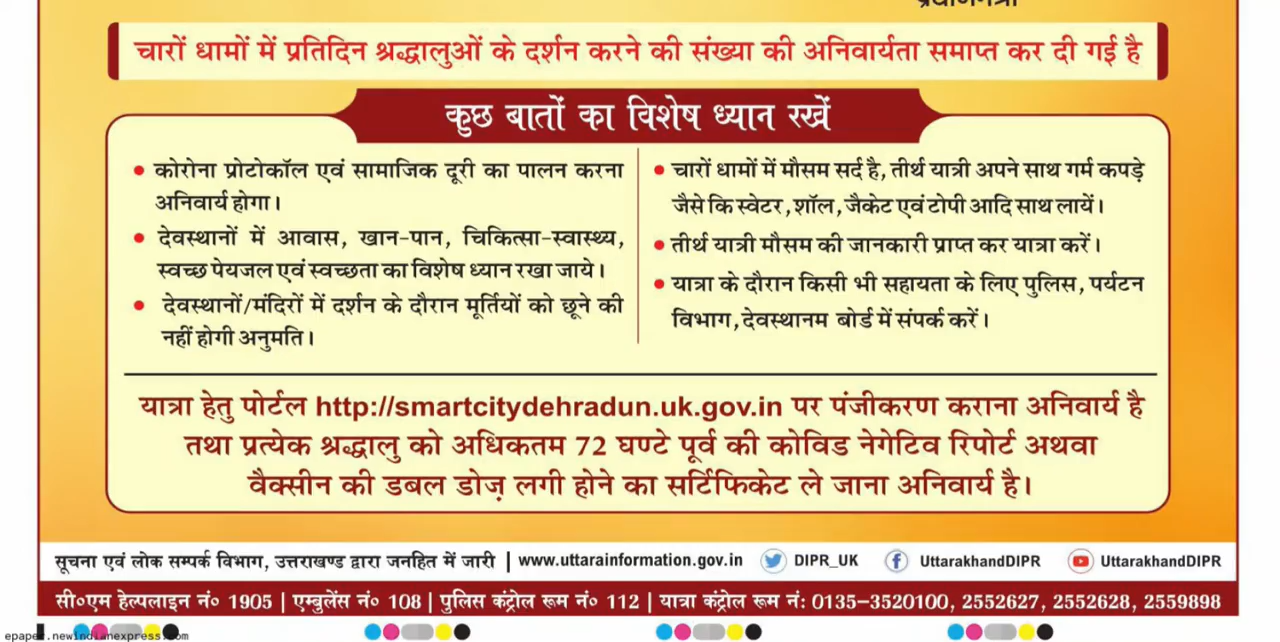 चारों धामों में प्रतिदिन श्रद्धालुओं के दर्शन करने की संख्या की अनिवार्यता समाप्त कर दी गई है
कुछ बातों का विशेष ध्यान रखें
• कोरोना प्रोटोकॉल एवं सामाजिक दूरी का पालन करना
अनिवार्य होगा।
• देवस्थानों में आवास, खान-पान, चिकित्सा-स्वास्थ्य,
स्वच्छ पेयजल एवं स्वच्छता का विशेष ध्यान रखा जाये।
• देवस्थानों/मंदिरों में दर्शन के दौरान मूर्तियों को छूने की
नहीं होगी अनुमति।
• चारों धामों में मौसम सर्द है, तीर्थ यात्री अपने साथ गर्म कपड़े
जैसे कि स्वेटर, शॉल, जैकेट एवं टोपी आदि साथ लायें।
• तीर्थ यात्री मौसम की जानकारी प्राप्त कर यात्रा करें।
• यात्रा के दौरान किसी भी सहायता के लिए पुलिस, पर्यटन
विभाग, देवस्थानम बोर्ड में संपर्क करें।
यात्रा हेतु पोर्टल http://smartcitydehradun.uk.gov.in पर पंजीकरण कराना अनिवार्य है
तथा प्रत्येक श्रद्धालु को अधिकतम 72 घण्टे पूर्व की कोविड नेगेटिव रिपोर्ट अथवा
वैक्सीन की डबल डोज़ लगी होने का सर्टिफिकेट ले जाना अनिवार्य है।
सूचना एवं लोक सम्पर्क विभाग, उत्तराखण्ड द्वारा जनहित में जारी | www.uttarainformation.gov.in DIPR_UK UttarakhandDIPR UttarakhandDIPR
सी०एम हेल्पलाइन नं० 1905 | एम्बुलेंस नं० 108 | पुलिस कंट्रोल रूम नं० 112 | यात्रा कंट्रोल रूम नं: 0135-3520100, 2552627, 2552628, 2559898
epaper.newindianexpress.com